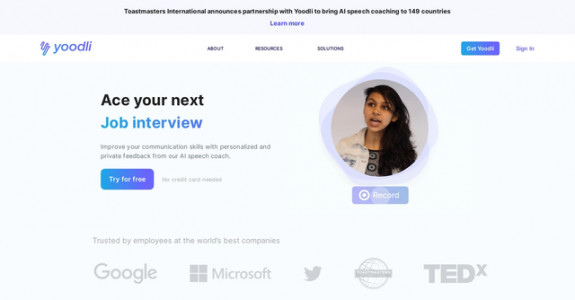 Toastmasters International announces partnership with Yoodli to bring AI speech coaching to 149 countries
Learn more
yoodli
ABOUT
RESOURCES
SOLUTIONS
Get Yoodli
Sign In
Ace your next
Job interview
Improve your communication skills with personalized and
private feedback from our AI speech coach.
Try for free
No credit card needed
Record
Trusted by employees at the world's best companies
Google
Microsoft
TEDx